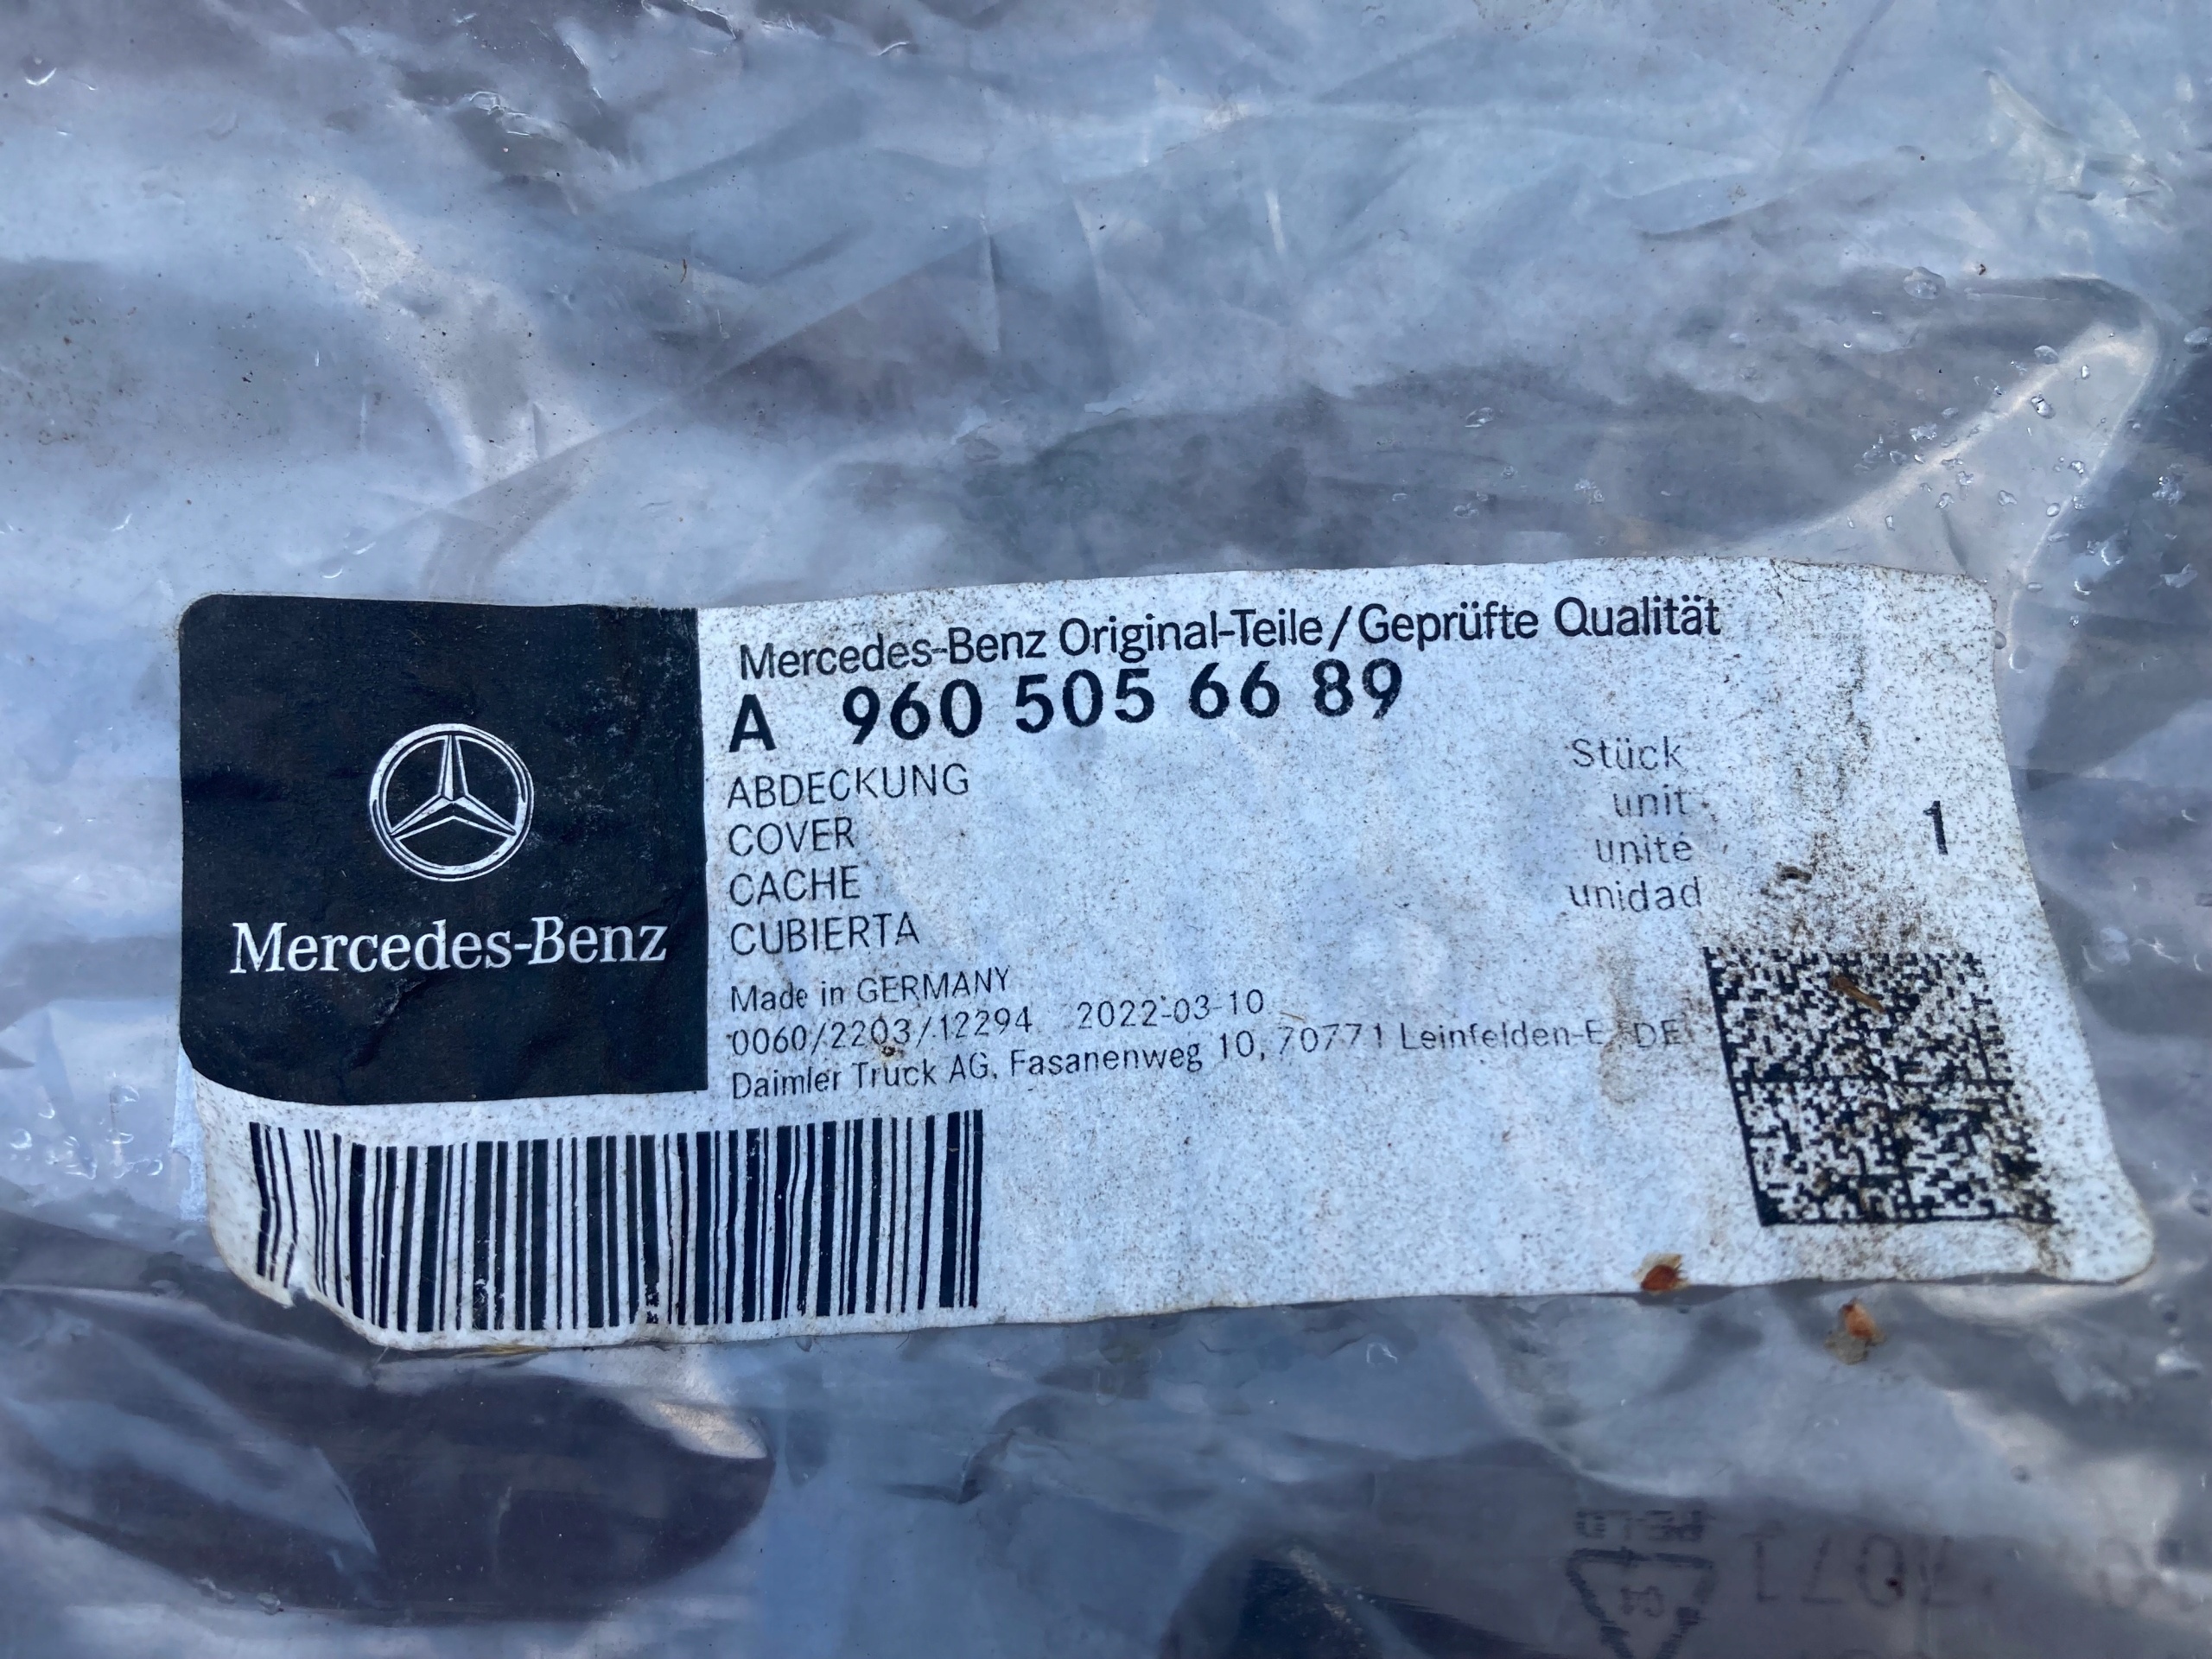 Mercedes-Benz
Mercedes-Benz Original-Teile/Geprüfte Qualität
A 960 505 66 89
ABDECKUNG
COVER
CACHE
CUBIERTA
Stück
unit
unité
unidad
1
Made in GERMANY
0060/2203/12294 2022-03-10
Daimler Truck AG, Fasanenweg 10, 70771 Leinfelden-E, DE
PE-LD